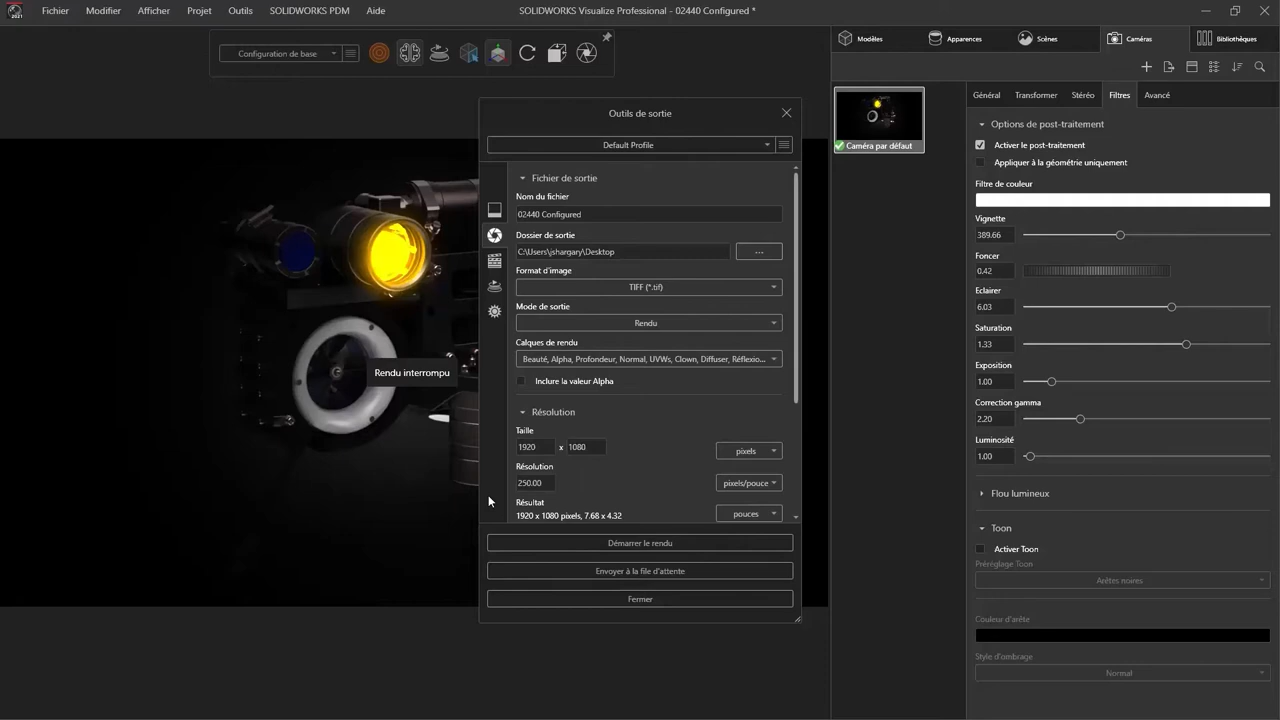 2021
Fichier Modifier Afficher Projet Outils SOLIDWORKS PDM Aide SOLIDWORKS Visualize Professional - 02440 Configured *
Configuration de base
Modèles Apparences Scènes Caméras Bibliothèques
Caméra par défaut
Rendu interrompu
Outils de sortie
Default Profile
Fichier de sortie
Nom du fichier
02440 Configured
Dossier de sortie
C:\Users\jshargary\Desktop ...
Format d'image
TIFF (*.tif)
Mode de sortie
Rendu
Calques de rendu
Beauté, Alpha, Profondeur, Normal, UVWs, Clown, Diffuser, Réflexio...
Inclure la valeur Alpha
Résolution
Taille
1920 x 1080 pixels
Résolution
250.00 pixels/pouce
Résultat
1920 x 1080 pixels, 7.68 x 4.32 pouces
Démarrer le rendu
Envoyer à la file d'attente
Fermer
Général Transformer Stéréo Filtres Avancé
Options de post-traitement
Activer le post-traitement
Appliquer à la géométrie uniquement
Filtre de couleur
Vignette
389.66
Foncer
0.42
Eclairer
6.03
Saturation
1.33
Exposition
1.00
Correction gamma
2.20
Luminosité
1.00
Flou lumineux
Toon
Activer Toon
Préréglage Toon
Arêtes noires
Couleur d'arête
Style d'ombrage
Normal